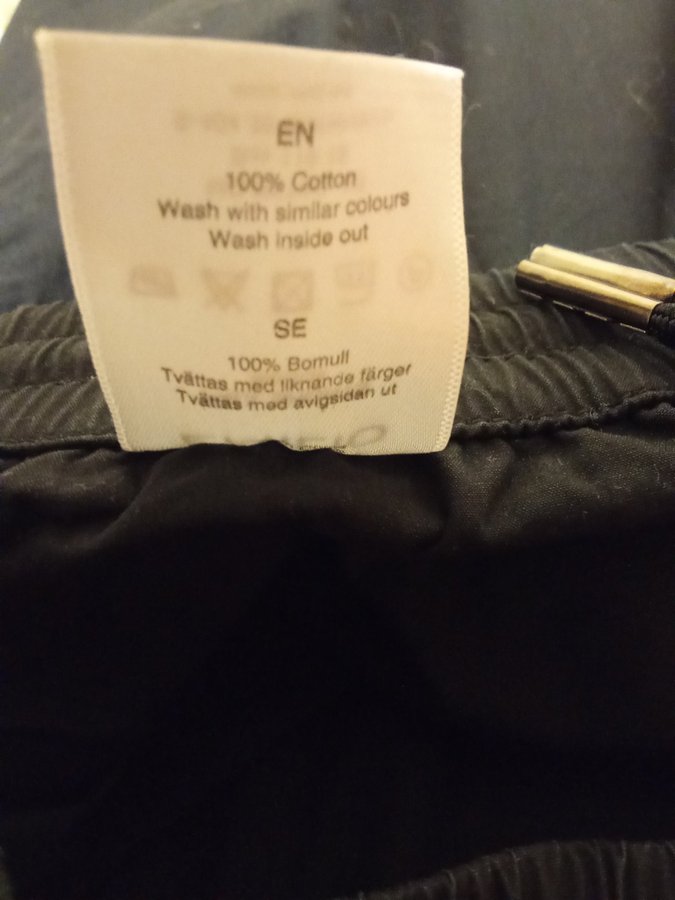 EN
100% Cotton
Wash with similar colours
Wash inside out
SE
100% Bomull
Tvättas med liknande färger
Tvättas med avigsidan ut